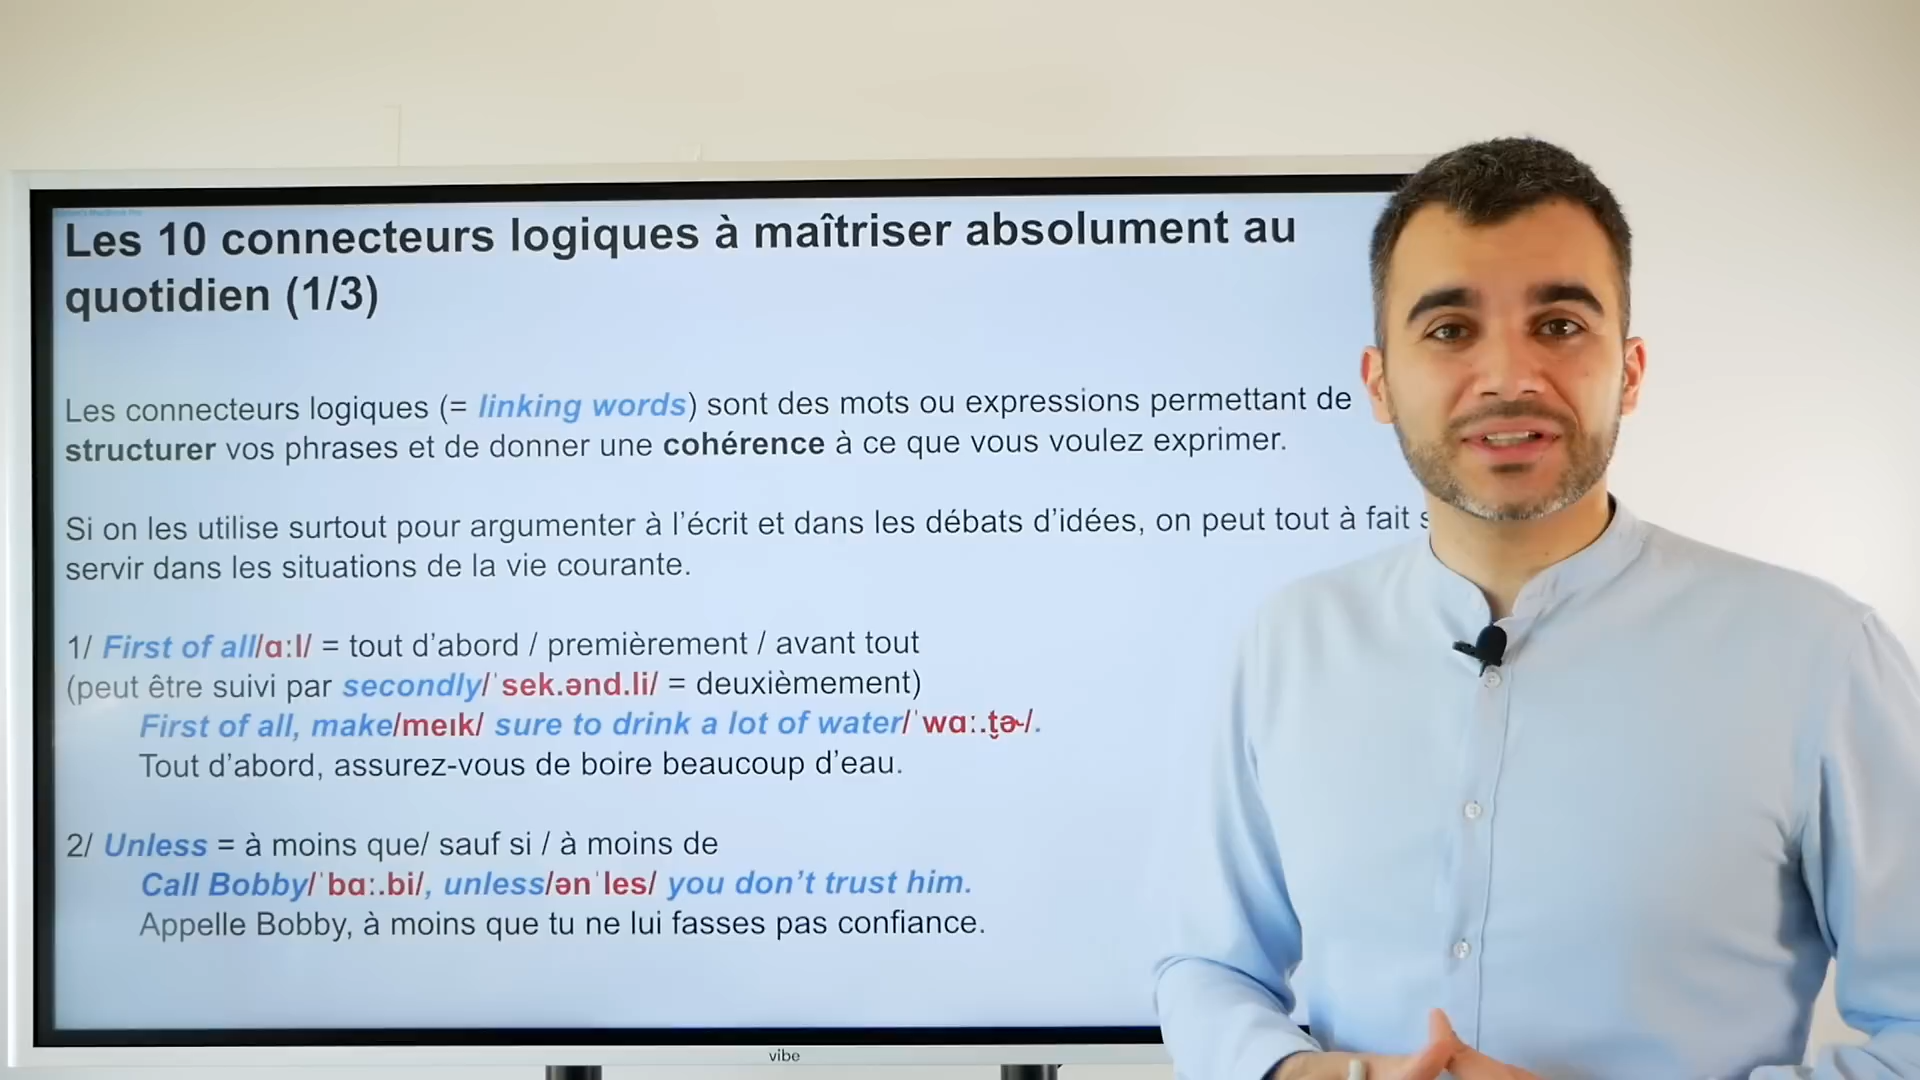 Les 10 connecteurs logiques à maîtriser absolument au
quotidien (1/3)
Les connecteurs logiques (= linking words) sont des mots ou expressions permettant de
structurer vos phrases et de donner une cohérence à ce que vous voulez exprimer.
Si on les utilise surtout pour argumenter à l’écrit et dans les débats d’idées, on peut tout à fait
servir dans les situations de la vie courante.
1/ First of all/ɑːl/ = tout d’abord / premièrement / avant tout
(peut être suivi par secondly/ˈsek.ənd.li/ = deuxièmement)
First of all, make/meɪk/ sure to drink a lot of water/ˈwɑː.t̬ɚ/.
Tout d’abord, assurez-vous de boire beaucoup d’eau.
2/ Unless = à moins que/ sauf si / à moins de
Call Bobby/ˈbɑː.bi/, unless/ənˈles/ you don’t trust him.
Appelle Bobby, à moins que tu ne lui fasses pas confiance.
vibe